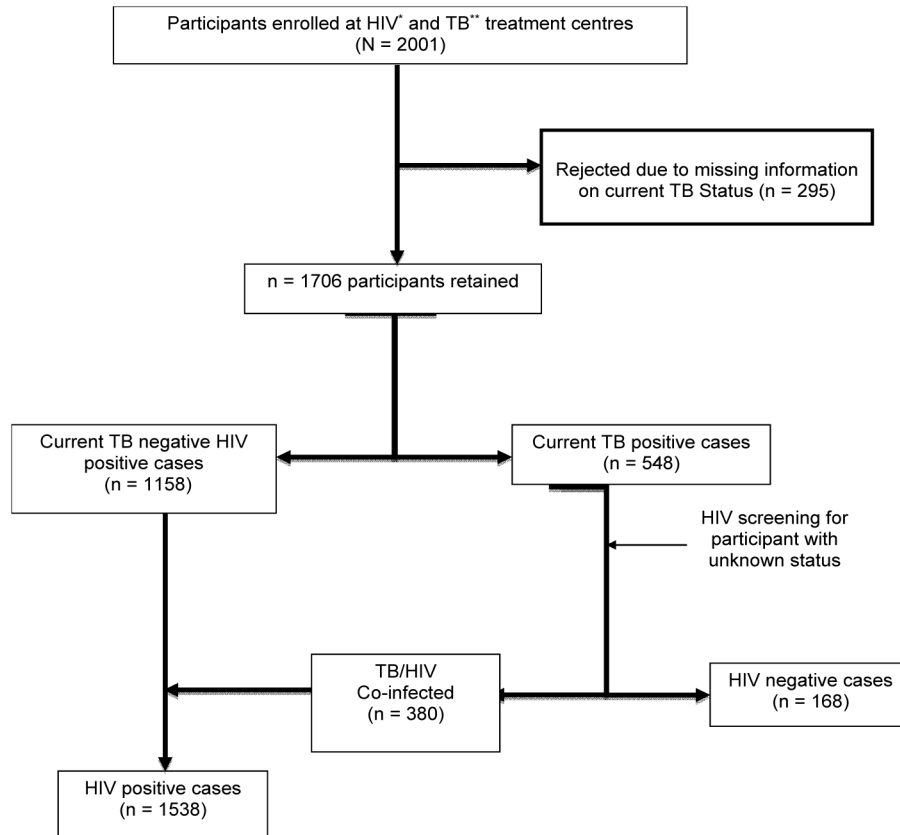 Participants enrolled at HIV* and TB** treatment centres
(N = 2001)
Rejected due to missing information
on current TB Status (n = 295)
n = 1706 participants retained
Current TB negative HIV
positive cases
(n = 1158)
Current TB positive cases
(n = 548)
HIV screening for
participant with
unknown status
TB/HIV
Co-infected
(n = 380)
HIV negative cases
(n = 168)
HIV positive cases
(n = 1538)